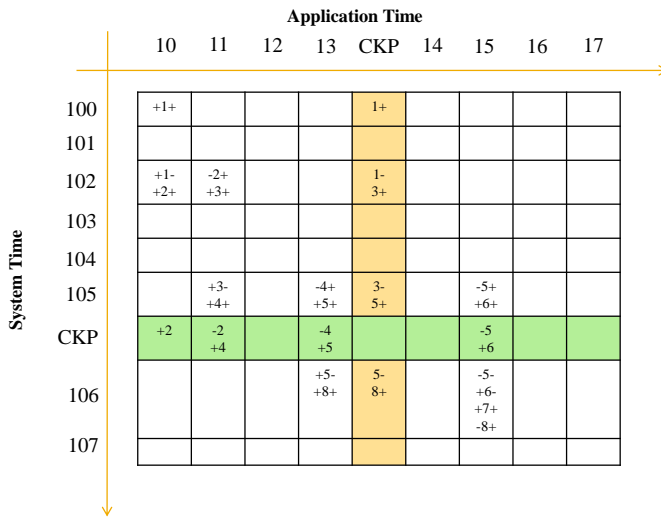 Application Time
10 11 12 13 CKP 14 15 16 17
System Time
100 +1+ 1+
101
102 +1- -2+ 1-
+2+ +3+ 3+
103
104
105 +3- -4+ 3- -5+
+4+ +5+ 5+ +6+
CKP +2 -2 -4 -5
+4 +5 +6
106 +5- 5- -5-
+8+ 8+ +6-
+7+
-8+
107